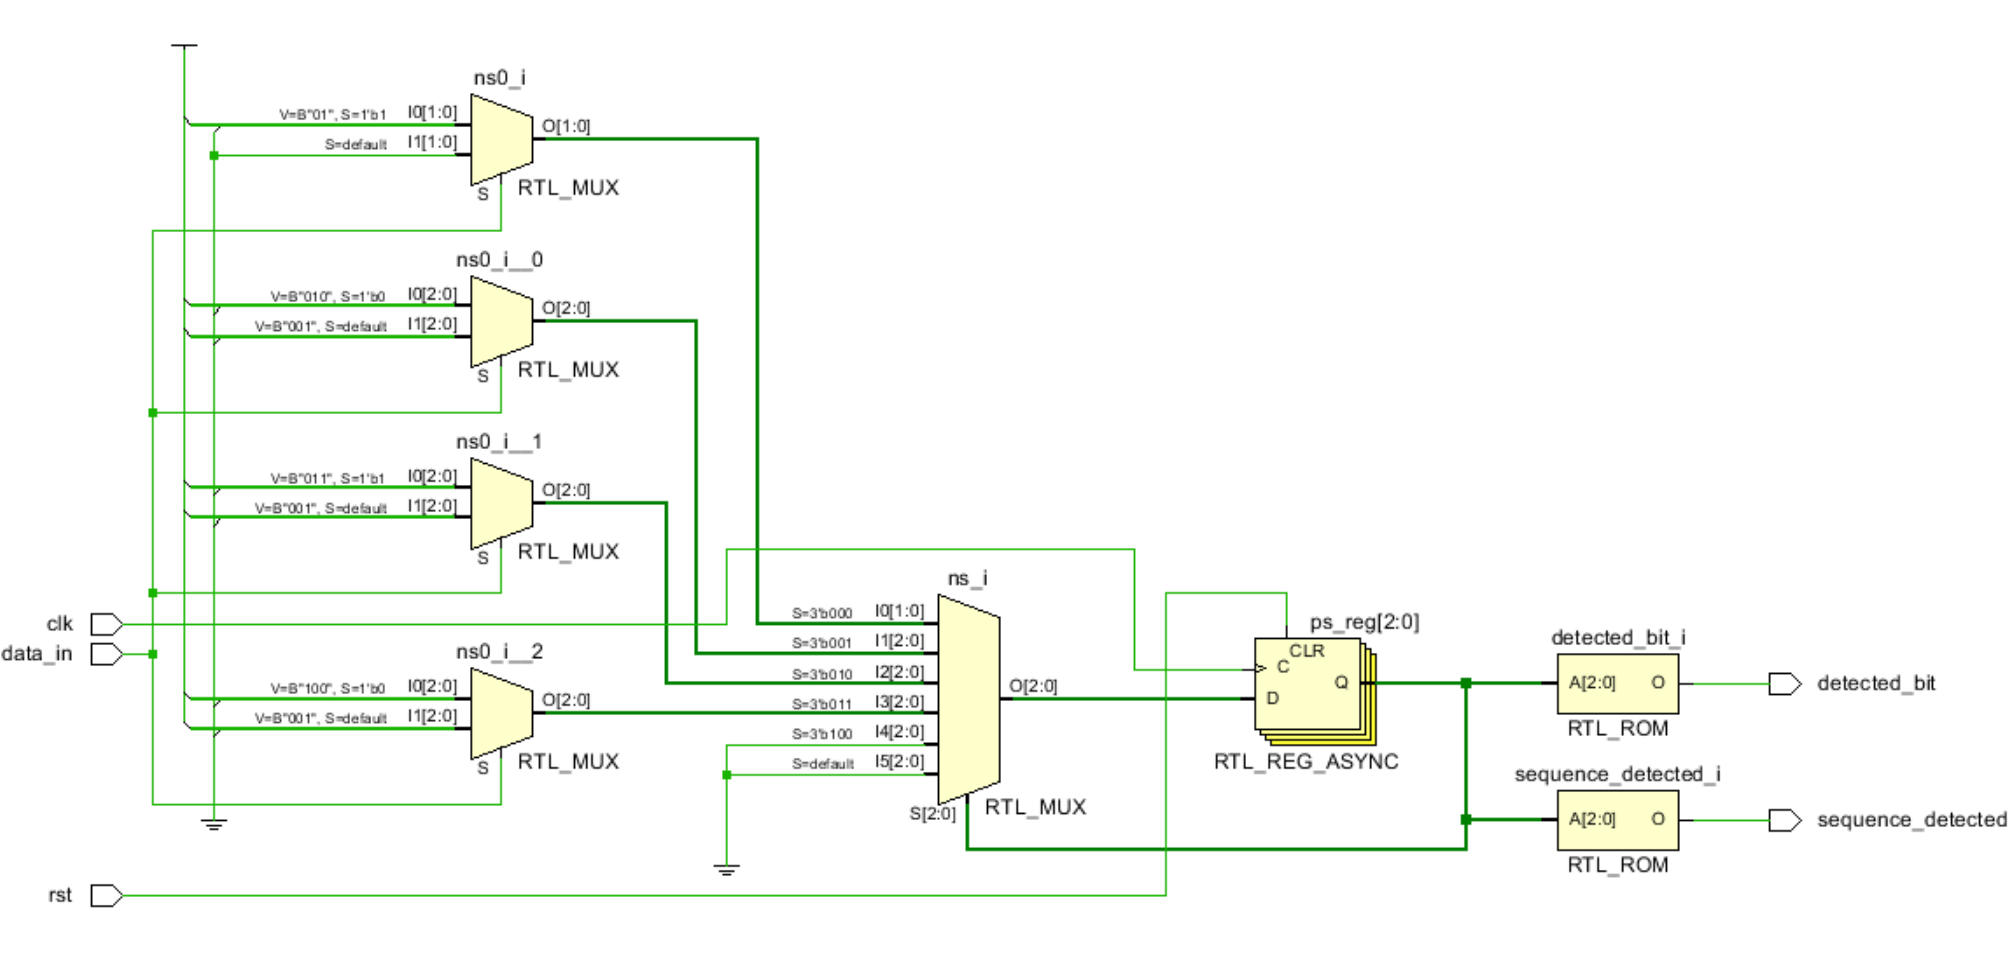 ns0_i
V=B"01", S=1'b1 I0[1:0]
S=default I1[1:0]
O[1:0]
S
RTL_MUX
ns0_i__0
V=B"010", S=1'b0 I0[2:0]
V=B"001", S=default I1[2:0]
O[2:0]
S
RTL_MUX
ns0_i__1
V=B"011", S=1'b1 I0[2:0]
V=B"001", S=default I1[2:0]
O[2:0]
S
RTL_MUX
clk
data_in
ns0_i__2
V=B"100", S=1'b0 I0[2:0]
V=B"001", S=default I1[2:0]
O[2:0]
S
RTL_MUX
rst
ns_i
S=3'b000 I0[1:0]
S=3'b001 I1[2:0]
S=3'b010 I2[2:0]
S=3'b011 I3[2:0]
S=3'b100 I4[2:0]
S=default I5[2:0]
O[2:0]
S[2:0]
RTL_MUX
ps_reg[2:0]
CLR
C
Q
D
RTL_REG_ASYNC
detected_bit_i
A[2:0] O
RTL_ROM
detected_bit
sequence_detected_i
A[2:0] O
RTL_ROM
sequence_detected